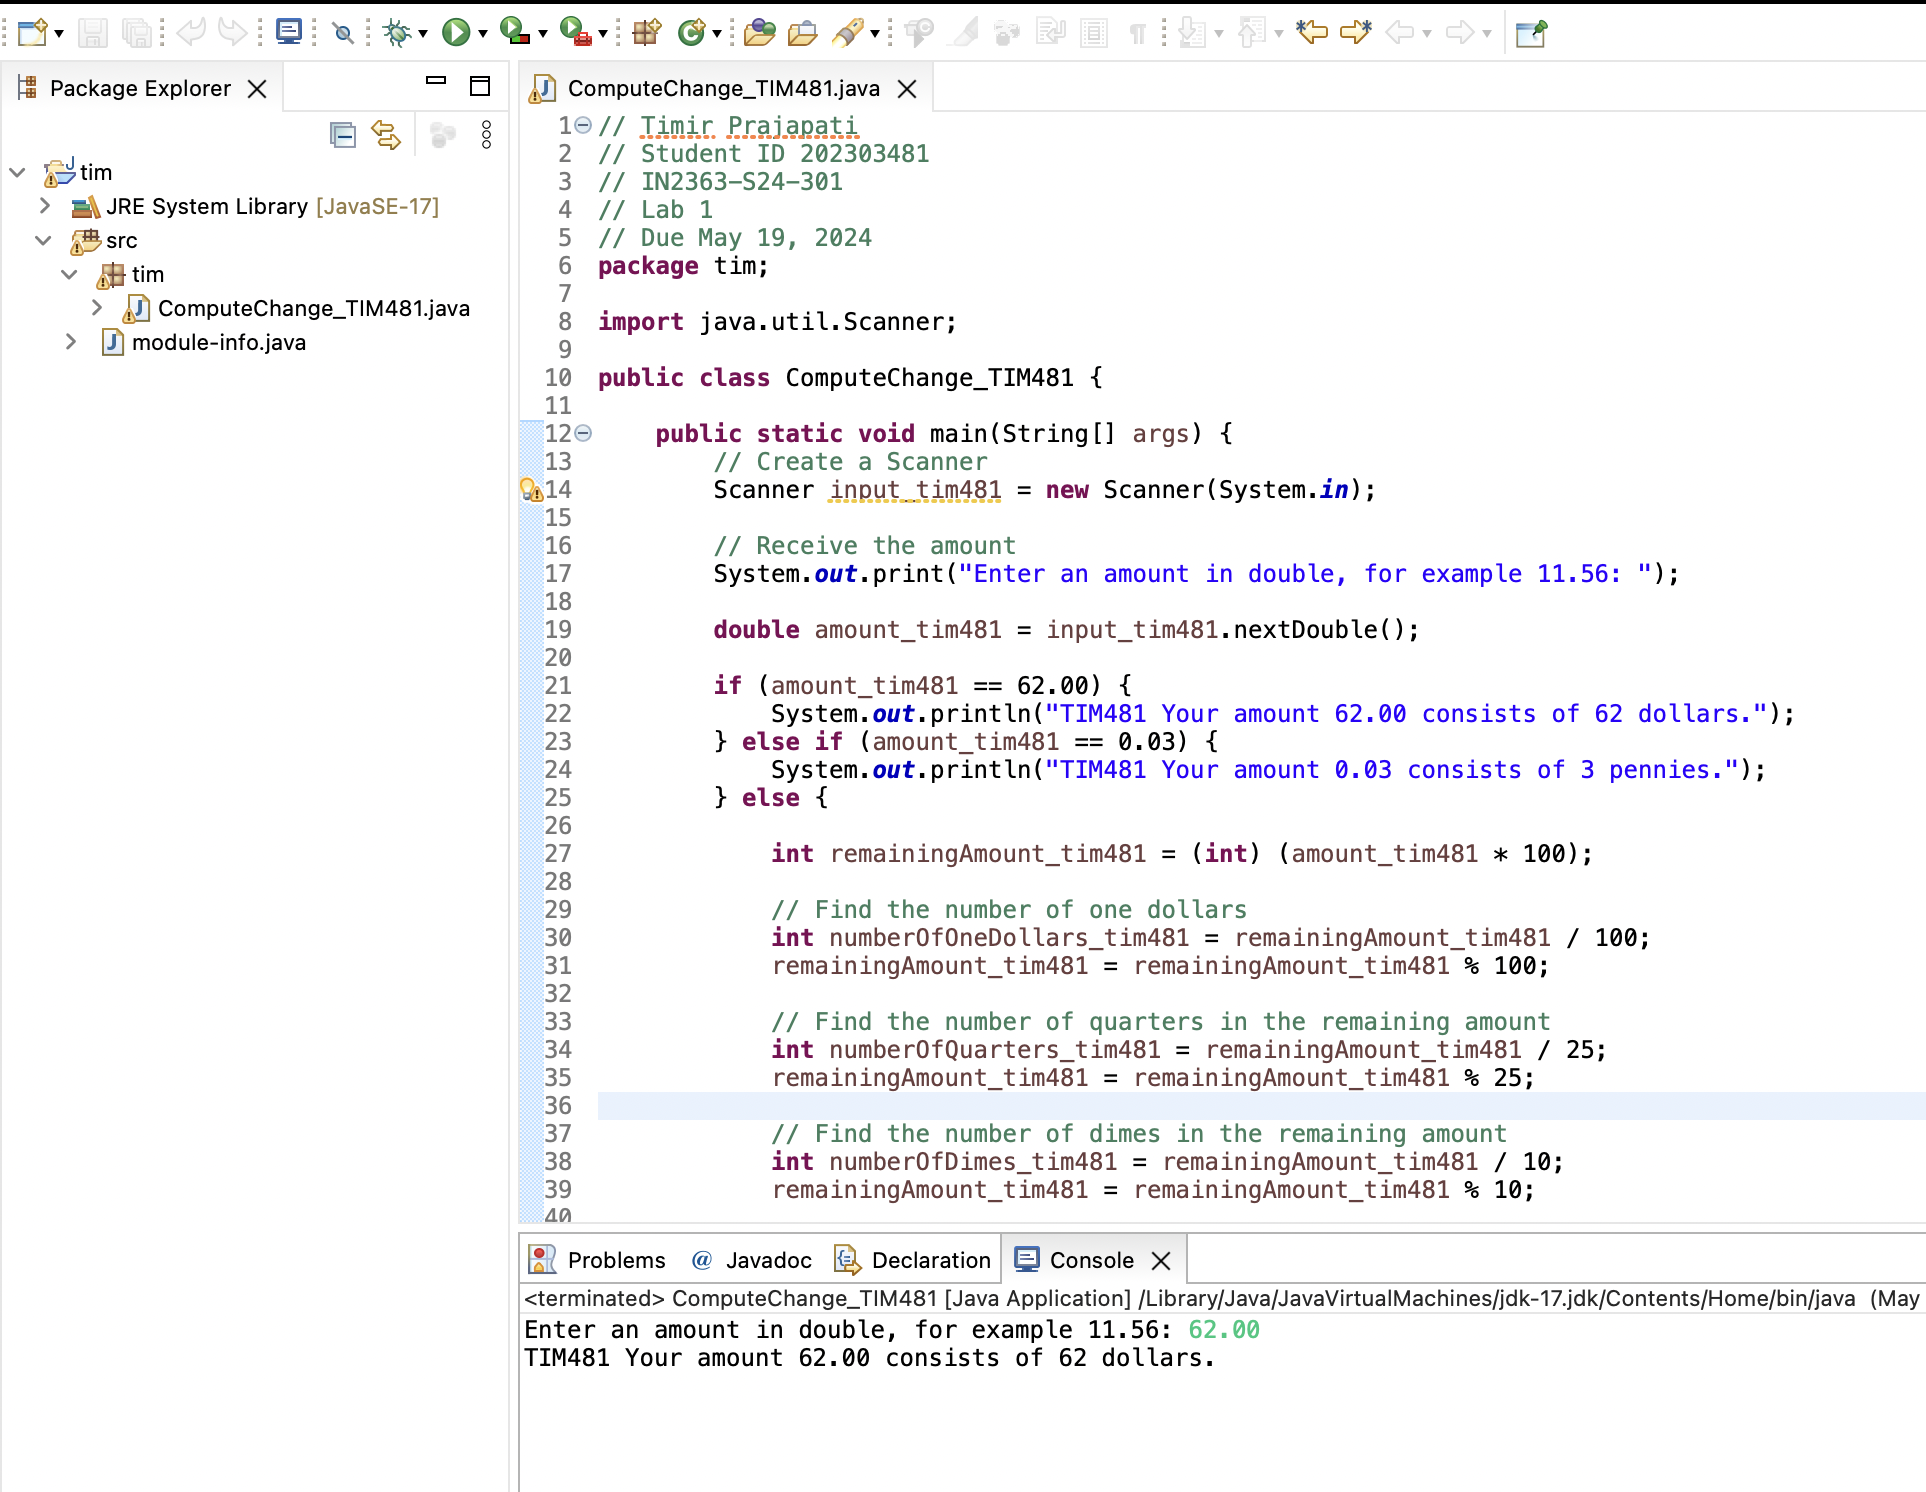 Package Explorer
tim
JRE System Library [JavaSE-17]
src
tim
ComputeChange_TIM481.java
module-info.java
ComputeChange_TIM481.java
1 // Timir Prajapati
2 // Student ID 202303481
3 // IN2363-S24-301
4 // Lab 1
5 // Due May 19, 2024
6 package tim;
7
8 import java.util.Scanner;
9
10 public class ComputeChange_TIM481 {
11
12     public static void main(String[] args) {
13         // Create a Scanner
14         Scanner input_tim481 = new Scanner(System.in);
15
16         // Receive the amount
17         System.out.print("Enter an amount in double, for example 11.56: ");
18
19         double amount_tim481 = input_tim481.nextDouble();
20
21         if (amount_tim481 == 62.00) {
22             System.out.println("TIM481 Your amount 62.00 consists of 62 dollars.");
23         } else if (amount_tim481 == 0.03) {
24             System.out.println("TIM481 Your amount 0.03 consists of 3 pennies.");
25         } else {
26
27             int remainingAmount_tim481 = (int) (amount_tim481 * 100);
28
29             // Find the number of one dollars
30             int numberOfOneDollars_tim481 = remainingAmount_tim481 / 100;
31             remainingAmount_tim481 = remainingAmount_tim481 % 100;
32
33             // Find the number of quarters in the remaining amount
34             int numberOfQuarters_tim481 = remainingAmount_tim481 / 25;
35             remainingAmount_tim481 = remainingAmount_tim481 % 25;
36
37             // Find the number of dimes in the remaining amount
38             int numberOfDimes_tim481 = remainingAmount_tim481 / 10;
39             remainingAmount_tim481 = remainingAmount_tim481 % 10;
40
Problems @ Javadoc Declaration Console
<terminated> ComputeChange_TIM481 [Java Application] /Library/Java/JavaVirtualMachines/jdk-17.jdk/Contents/Home/bin/java (May
Enter an amount in double, for example 11.56: 62.00
TIM481 Your amount 62.00 consists of 62 dollars.